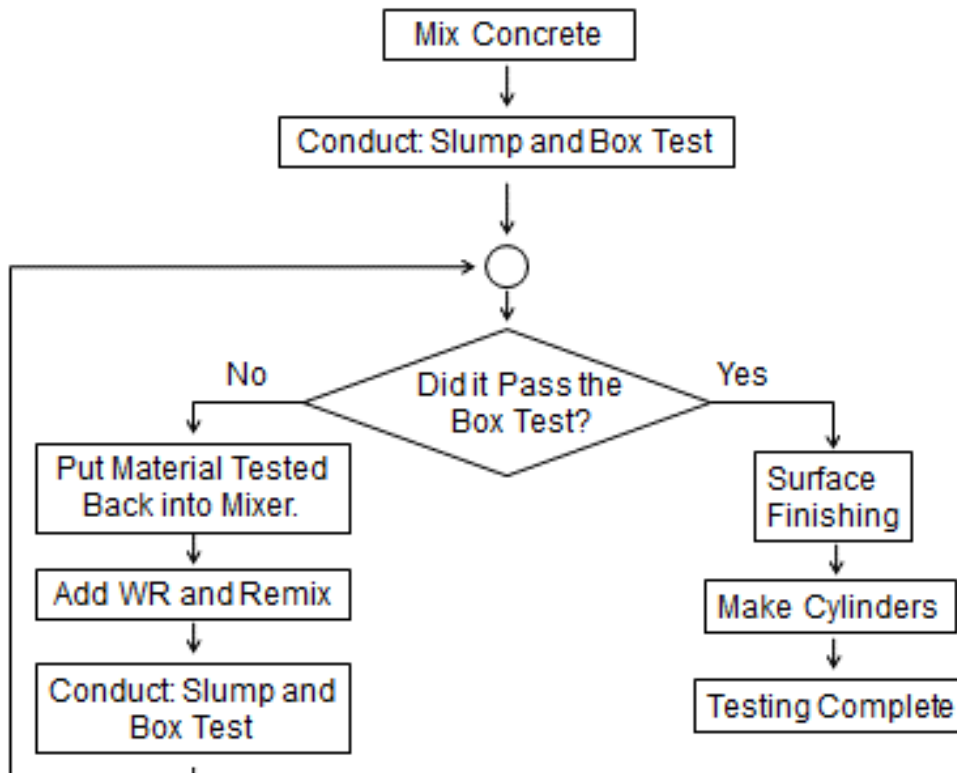 Mix Concrete
Conduct: Slump and Box Test
No
Did it Pass the
Box Test?
Yes
Put Material Tested
Back into Mixer.
Add WR and Remix
Conduct: Slump and
Box Test
Surface
Finishing
Make Cylinders
Testing Complete